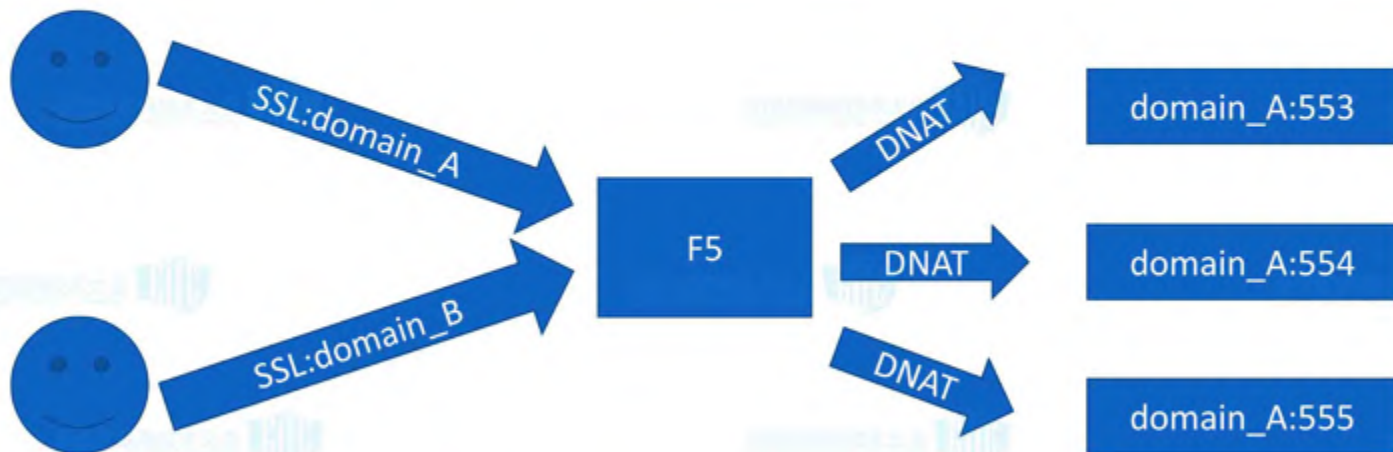 SSL:domain_A
SSL:domain_B
F5
DNAT
DNAT
DNAT
domain_A:553
domain_A:554
domain_A:555